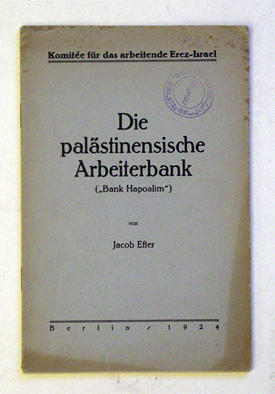 Komitée für das arbeitende Erez-Israel
Die
palästinensische
Arbeiterbank
(„Bank Hapoalim“)
von
Jacob Efter
Berlin / 1924